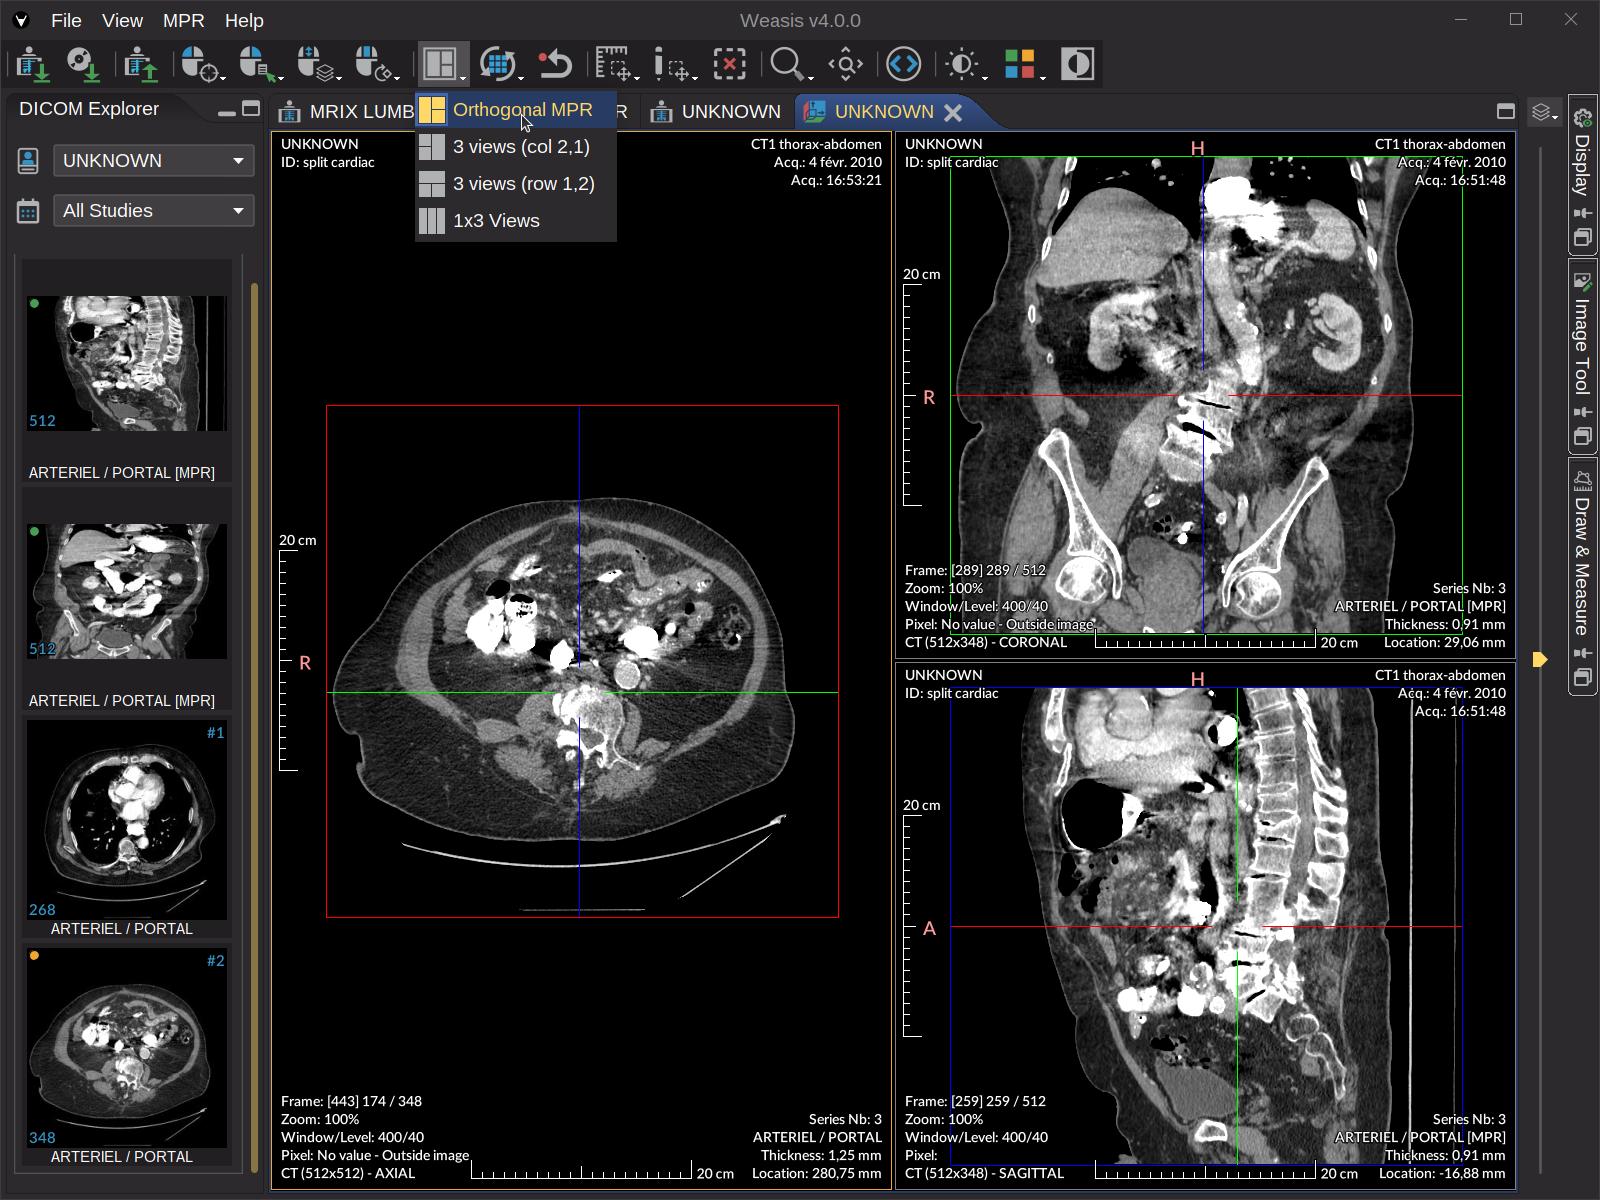 File View MPR Help
Weasis v4.0.0
DICOM Explorer
UNKNOWN
All Studies
512
ARTERIEL / PORTAL [MPR]
512
ARTERIEL / PORTAL [MPR]
#1
268
ARTERIEL / PORTAL
#2
348
ARTERIEL / PORTAL
MRIX LUMB
R
UNKNOWN
UNKNOWN
Orthogonal MPR
3 views (col 2,1)
3 views (row 1,2)
1x3 Views
UNKNOWN
ID: split cardiac
CT1 thorax-abdomen
Acq.: 4 févr. 2010
Acq.: 16:53:21
20 cm
R
Frame: [443] 174 / 348
Zoom: 100%
Window/Level: 400/40
Pixel: No value - Outside image
CT (512x512) - AXIAL
20 cm
Series Nb: 3
ARTERIEL / PORTAL
Thickness: 1,25 mm
Location: 280,75 mm
UNKNOWN
ID: split cardiac
H
CT1 thorax-abdomen
Acq.: 4 févr. 2010
Acq.: 16:51:48
20 cm
R
Frame: [289] 289 / 512
Zoom: 100%
Window/Level: 400/40
Pixel: No value - Outside image
CT (512x348) - CORONAL
20 cm
Series Nb: 3
ARTERIEL / PORTAL [MPR]
Thickness: 0,91 mm
Location: 29,06 mm
UNKNOWN
ID: split cardiac
H
CT1 thorax-abdomen
Acq.: 4 févr. 2010
Acq.: 16:51:48
20 cm
A
Frame: [259] 259 / 512
Zoom: 100%
Window/Level: 400/40
Pixel:
CT (512x348) - SAGITTAL
20 cm
Series Nb: 3
ARTERIEL / PORTAL [MPR]
Thickness: 0,91 mm
Location: -16,88 mm
Display
Image Tool
Draw & Measure